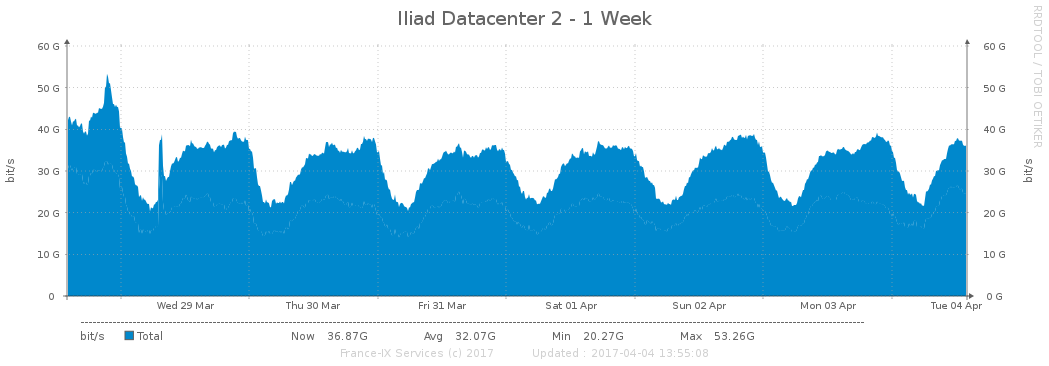 Iliad Datacenter 2 - 1 Week
RRDTOOL / TOBI OETIKER
60 G 60 G
50 G 50 G
40 G 40 G
30 G 30 G
20 G 20 G
10 G 10 G
0 0 G
bit/s bit/s
Wed 29 Mar Thu 30 Mar Fri 31 Mar Sat 01 Apr Sun 02 Apr Mon 03 Apr Tue 04 Apr
bit/s Total Now 36.87G Avg 32.07G Min 20.27G Max 53.26G
France-IX Services (c) 2017 Updated : 2017-04-04 13:55:08